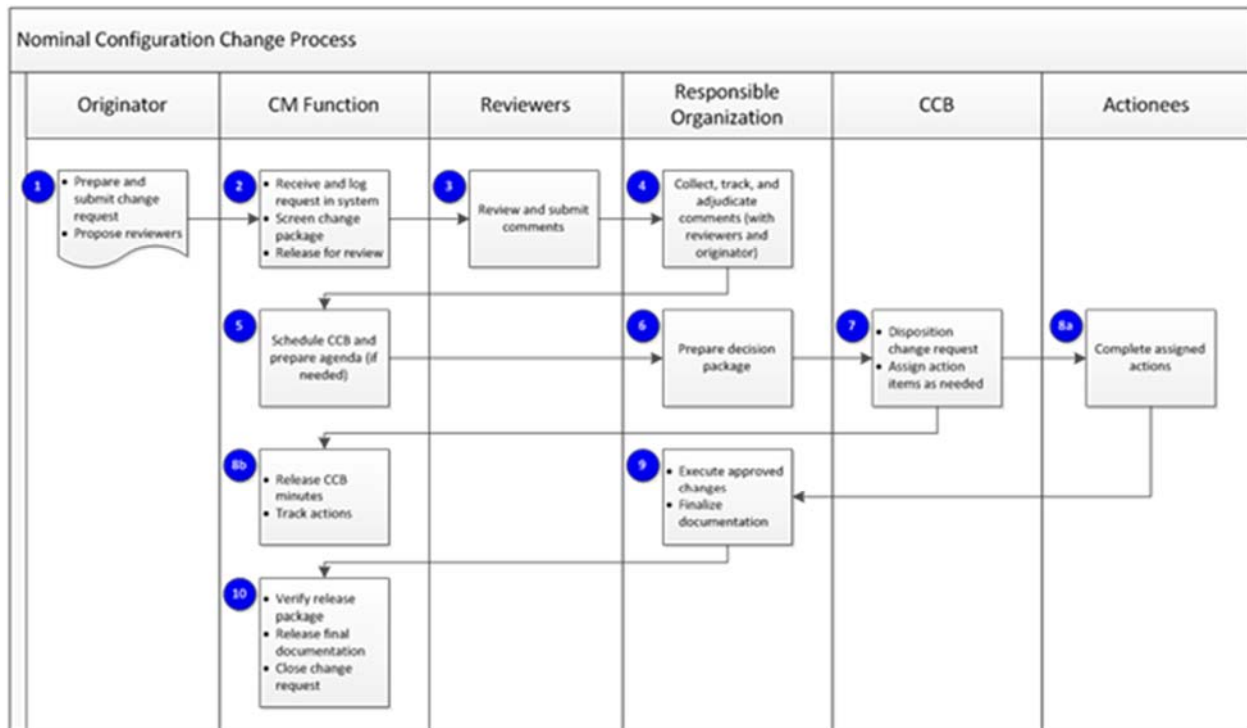 Nominal Configuration Change Process
Originator
CM Function
Reviewers
Responsible
Organization
CCB
Actionees
1
• Prepare and
submit change
request
• Propose reviewers
2
• Receive and log
request in system
• Screen change
package
• Release for review
3
Review and submit
comments
4
Collect, track, and
adjudicate
comments (with
reviewers and
originator)
5
Schedule CCB and
prepare agenda (if
needed)
6
Prepare decision
package
7
• Disposition
change request
• Assign action
items as needed
8a
Complete assigned
actions
8b
• Release CCB
minutes
• Track actions
9
• Execute approved
changes
• Finalize
documentation
10
• Verify release
package
• Release final
documentation
• Close change
request